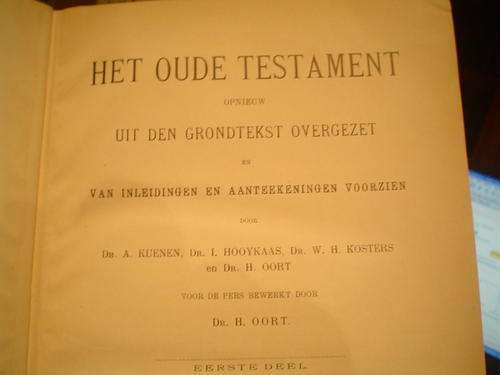 HET OUDE TESTAMENT
OPNIEUW
UIT DEN GRONDTEKST OVERGEZET
EN
VAN INLEIDINGEN EN AANTEEKENINGEN VOORZIEN
DOOR
DR. A. KUENEN, DR. I. HOOYKAAS, DR. W. H. KOSTERS
en DR. H. OORT
VOOR DE PERS BEWERKT DOOR
DR. H. OORT.
EERSTE DEEL.